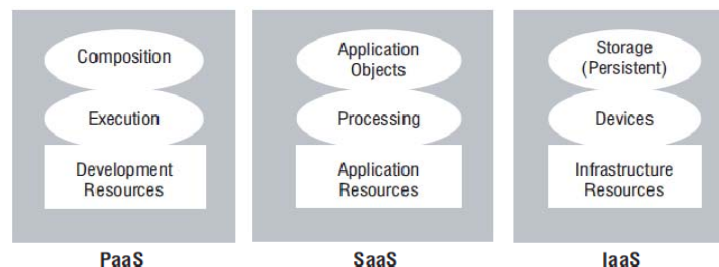 Composition
Execution
Development
Resources
PaaS
Application
Objects
Processing
Application
Resources
SaaS
Storage
(Persistent)
Devices
Infrastructure
Resources
IaaS